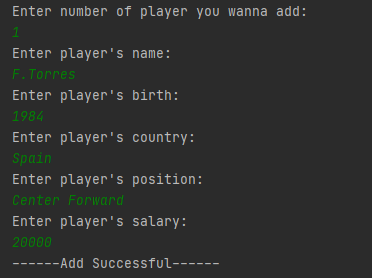 Enter number of player you wanna add:
1
Enter player's name:
F.Torres
Enter player's birth:
1984
Enter player's country:
Spain
Enter player's position:
Center Forward
Enter player's salary:
20000
------Add Successful------